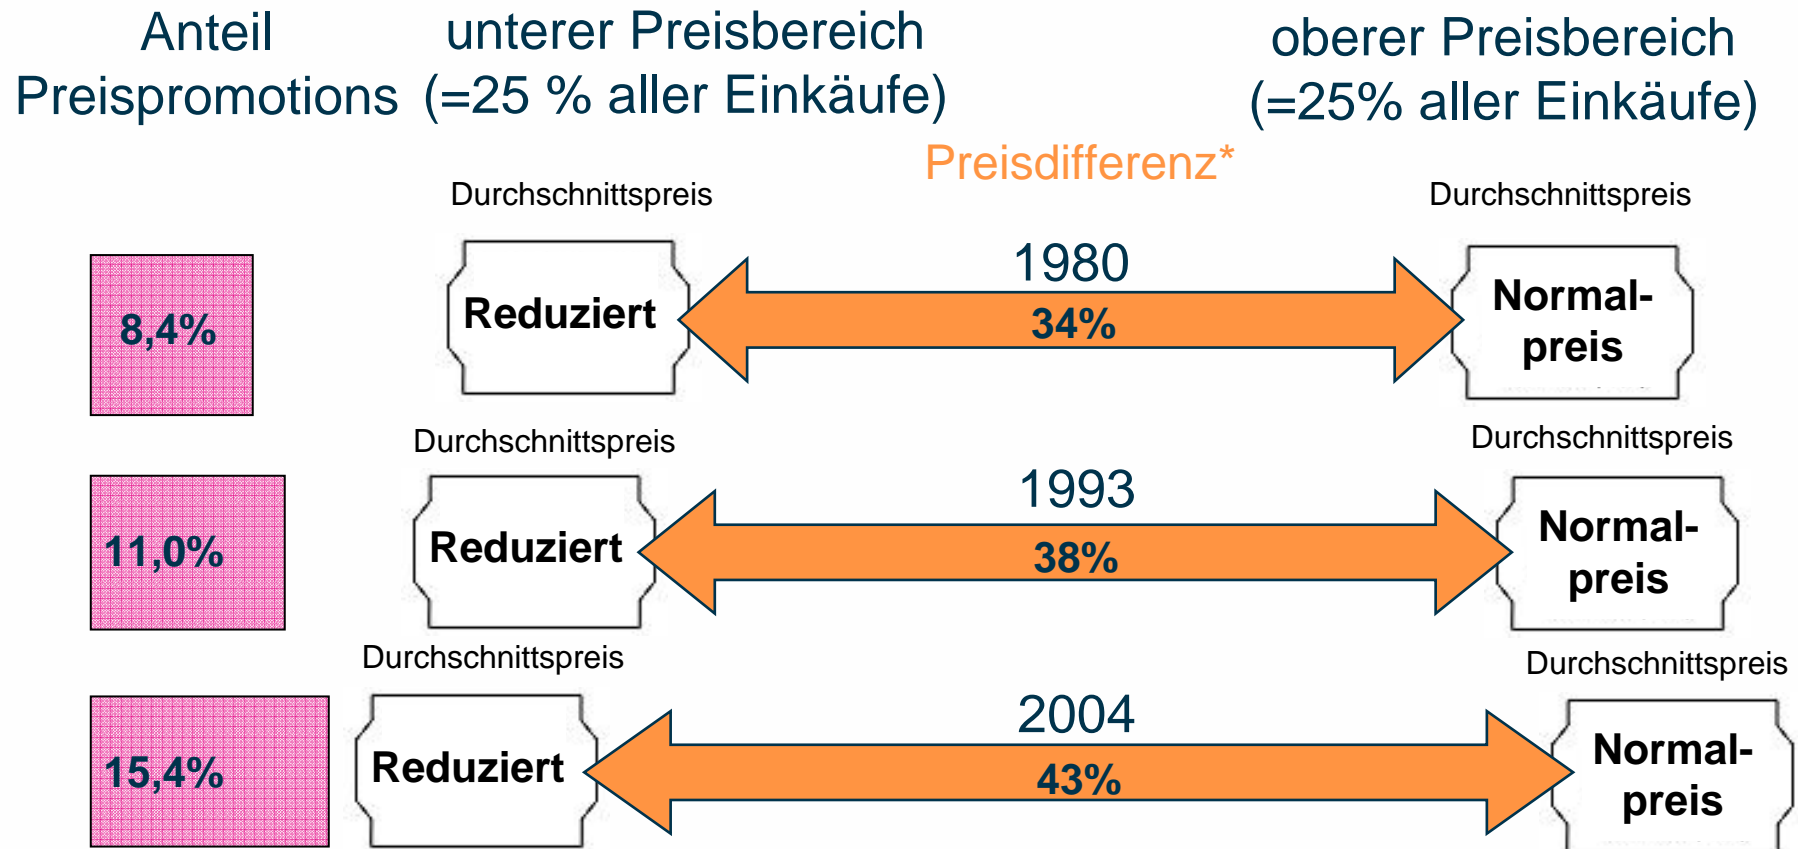 Anteil
Preispromotions
unterer Preisbereich
(=25 % aller Einkäufe)
oberer Preisbereich
(=25% aller Einkäufe)
Preisdifferenz*
Durchschnittspreis
Durchschnittspreis
8,4%
Reduziert
1980
34%
Normal-
preis
Durchschnittspreis
Durchschnittspreis
11,0%
Reduziert
1993
38%
Normal-
preis
Durchschnittspreis
Durchschnittspreis
15,4%
Reduziert
2004
43%
Normal-
preis